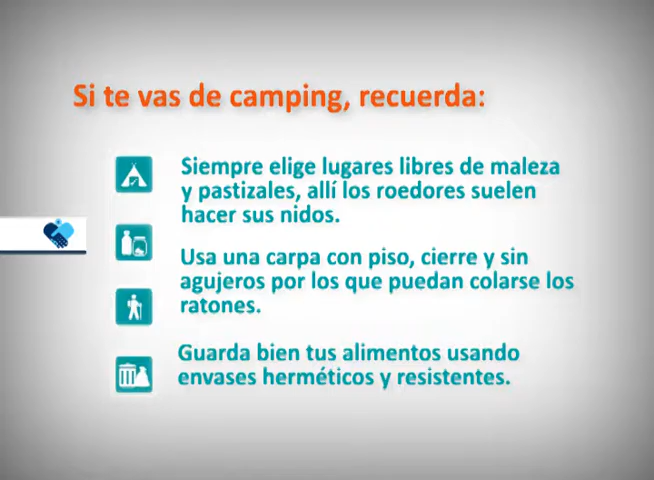 Si te vas de camping, recuerda:
Siempre elige lugares libres de maleza
y pastizales, allí los roedores suelen
hacer sus nidos.
Usa una carpa con piso, cierre y sin
agujeros por los que puedan colarse los
ratones.
Guarda bien tus alimentos usando
envases herméticos y resistentes.